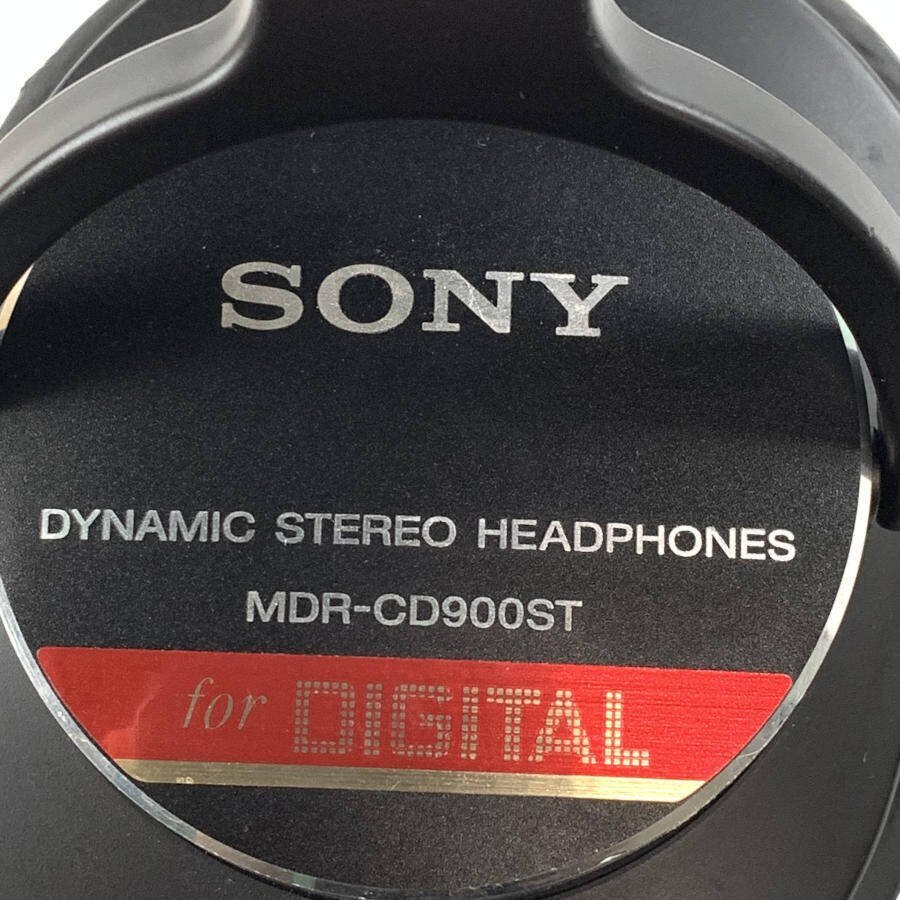 SONY
DYNAMIC STEREO HEADPHONES
MDR-CD900ST
for DIGITAL